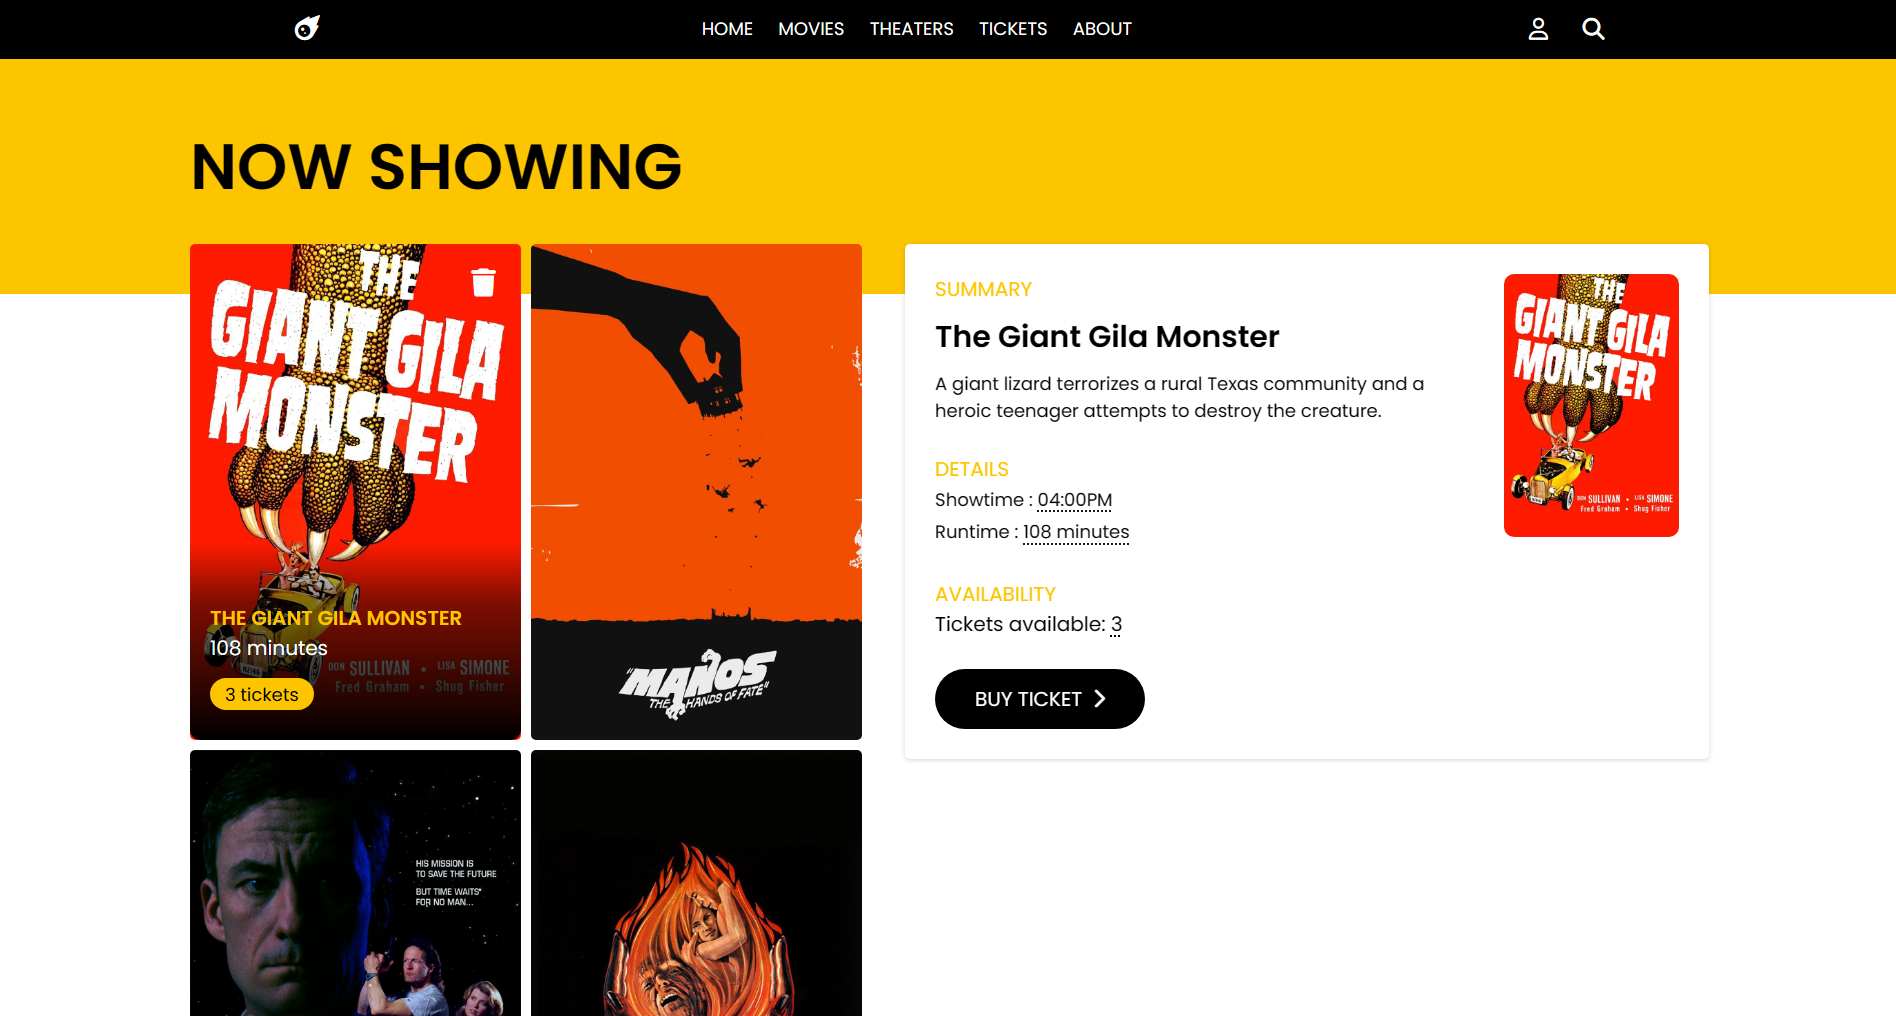 HOME MOVIES THEATERS TICKETS ABOUT
NOW SHOWING
THE
GIANT GILA
MONSTER
THE GIANT GILA MONSTER
108 minutes
DON SULLIVAN • LISA SIMONE
Fred Graham • Shug Fisher
3 tickets
"MANOS
THE HANDS OF FATE"
HIS MISSION IS
TO SAVE THE FUTURE
BUT TIME WAITS
FOR NO MAN...
SUMMARY
The Giant Gila Monster
A giant lizard terrorizes a rural Texas community and a
heroic teenager attempts to destroy the creature.
DETAILS
Showtime : 04:00PM
Runtime : 108 minutes
AVAILABILITY
Tickets available: 3
BUY TICKET
THE
GIANT GILA
MONSTER
DON SULLIVAN • LISA SIMONE
Fred Graham • Shug Fisher